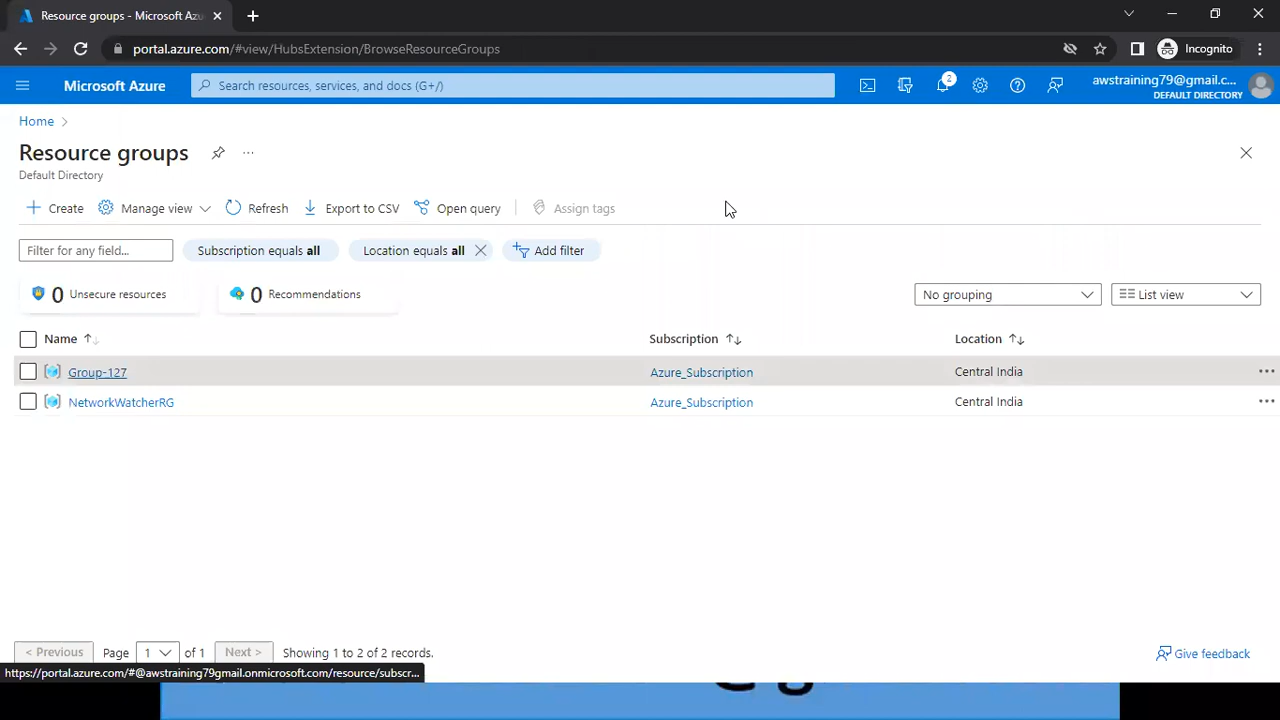 Resource groups - Microsoft Azu
portal.azure.com/#view/HubsExtension/BrowseResourceGroups
Incognito
Microsoft Azure
Search resources, services, and docs (G+/)
2
awstraining79@gmail.c...
DEFAULT DIRECTORY
Home
Resource groups
Default Directory
Create
Manage view
Refresh
Export to CSV
Open query
Assign tags
Filter for any field...
Subscription equals all
Location equals all
Add filter
0 Unsecure resources
0 Recommendations
No grouping
List view
Name
Subscription
Location
Group-127
Azure_Subscription
Central India
NetworkWatcherRG
Azure_Subscription
Central India
< Previous
Page
1
of 1
Next >
Showing 1 to 2 of 2 records.
Give feedback
https://portal.azure.com/#@awstraining79gmail.onmicrosoft.com/resource/subscr...